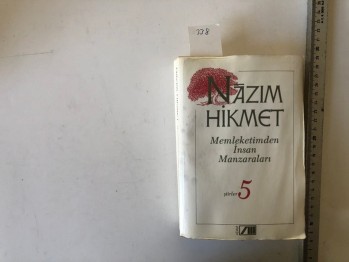 NÂZIM
HİKMET
Memleketimden
İnsan
Manzaraları
şiirler 5